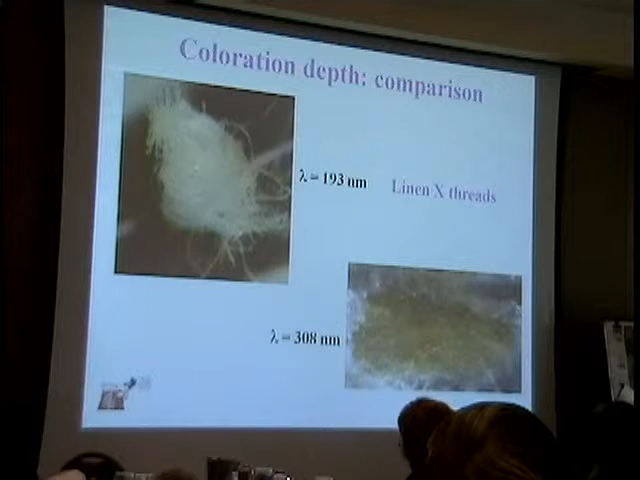 Coloration depth: comparison
λ = 193 nm
Linen X threads
λ = 308 nm